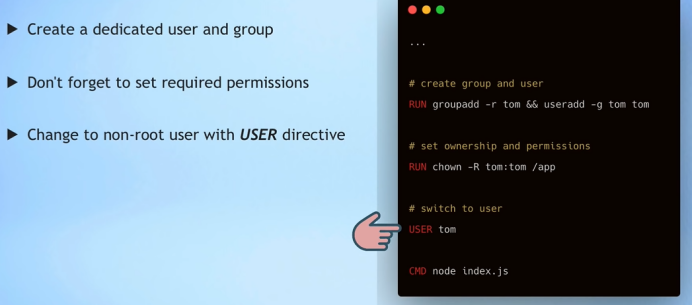 Create a dedicated user and group
Don't forget to set required permissions
Change to non-root user with USER directive
...
# create group and user
RUN groupadd -r tom && useradd -g tom tom
# set ownership and permissions
RUN chown -R tom:tom /app
# switch to user
USER tom
CMD node index.js